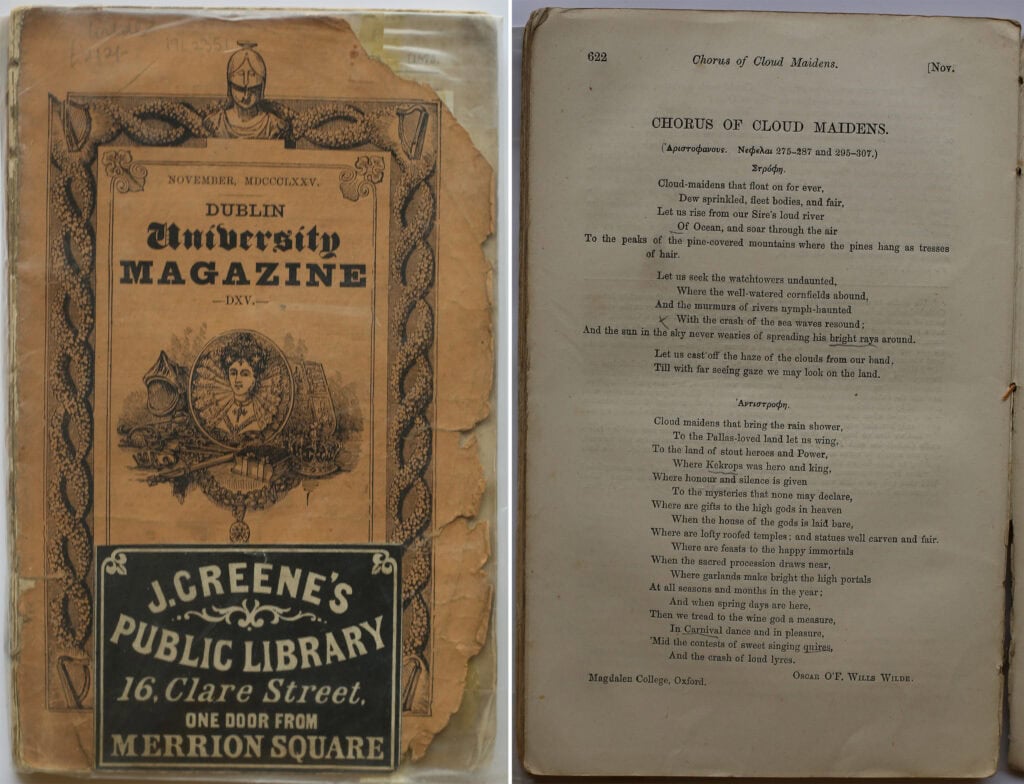 NOVEMBER, MDCCCLXXV.
DUBLIN
University
MAGAZINE
—DXV.—
J. GREENE'S
PUBLIC LIBRARY
16, Clare Street,
ONE DOOR FROM
MERRION SQUARE
622 Chorus of Cloud Maidens. [Nov.
CHORUS OF CLOUD MAIDENS.
(Ἀριστοφανους. Νεφελαι 275–287 and 295–307.)
Στρόφη.
Cloud-maidens that float on for ever,
Dew sprinkled, fleet bodies, and fair,
Let us rise from our Sire's loud river
Of Ocean, and soar through the air
To the peaks of the pine-covered mountains where the pines hang as tresses
of hair.
Let us seek the watchtowers undaunted,
Where the well-watered cornfields abound,
And the murmurs of rivers nymph-haunted
With the crash of the sea waves resound;
And the sun in the sky never wearies of spreading his bright rays around.
Let us cast off the haze of the clouds from our band,
Till with far seeing gaze we may look on the land.
Ἀντιστροφη.
Cloud maidens that bring the rain shower,
To the Pallas-loved land let us wing,
To the land of stout heroes and Power,
Where Kekrops was hero and king,
Where honour and silence is given
To the mysteries that none may declare,
Where are gifts to the high gods in heaven
When the house of the gods is laid bare,
Where are lofty roofed temples; and statues well carven and fair.
Where are feasts to the happy immortals
When the sacred procession draws near,
Where garlands make bright the high portals
At all seasons and months in the year;
And when spring days are here,
Then we tread to the wine god a measure,
In Carnival dance and in pleasure,
'Mid the contests of sweet singing quires,
And the crash of loud lyres.
Magdalen College, Oxford. OSCAR O'F. WILLS WILDE.